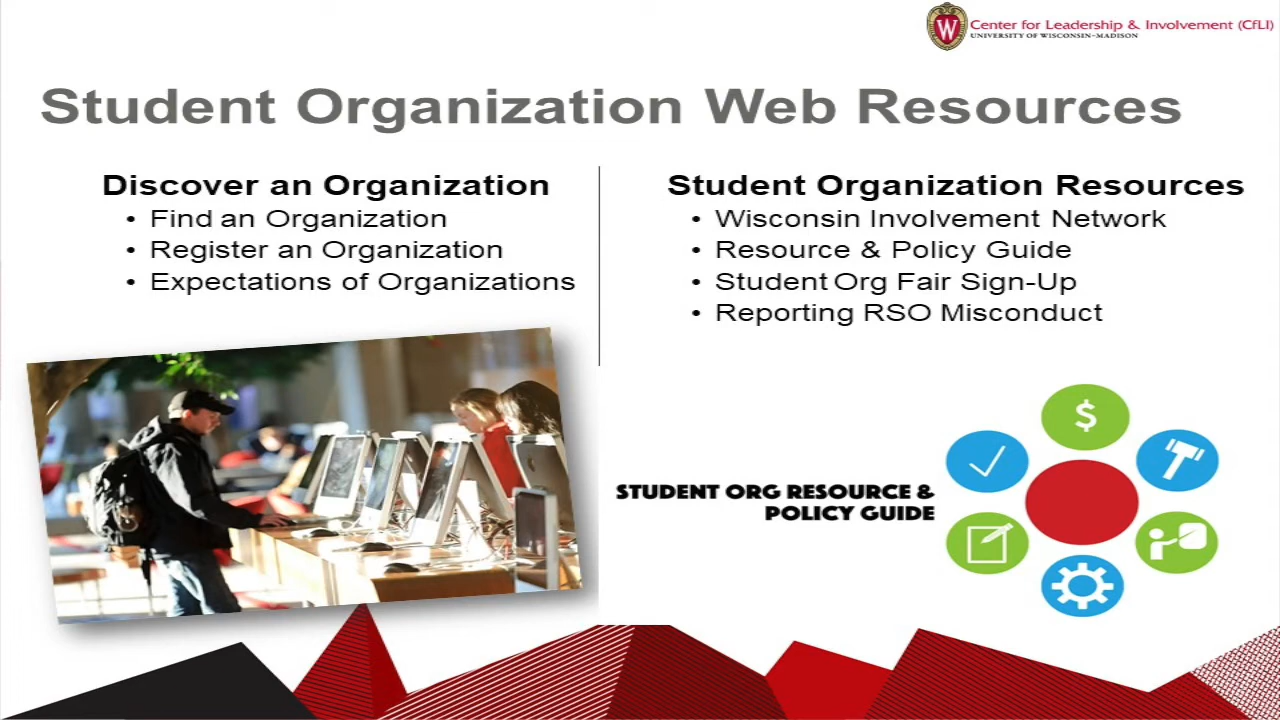 Center for Leadership & Involvement (CfLI)
UNIVERSITY OF WISCONSIN–MADISON
Student Organization Web Resources
Discover an Organization
• Find an Organization
• Register an Organization
• Expectations of Organizations
Student Organization Resources
• Wisconsin Involvement Network
• Resource & Policy Guide
• Student Org Fair Sign-Up
• Reporting RSO Misconduct
STUDENT ORG RESOURCE &
POLICY GUIDE
W
$